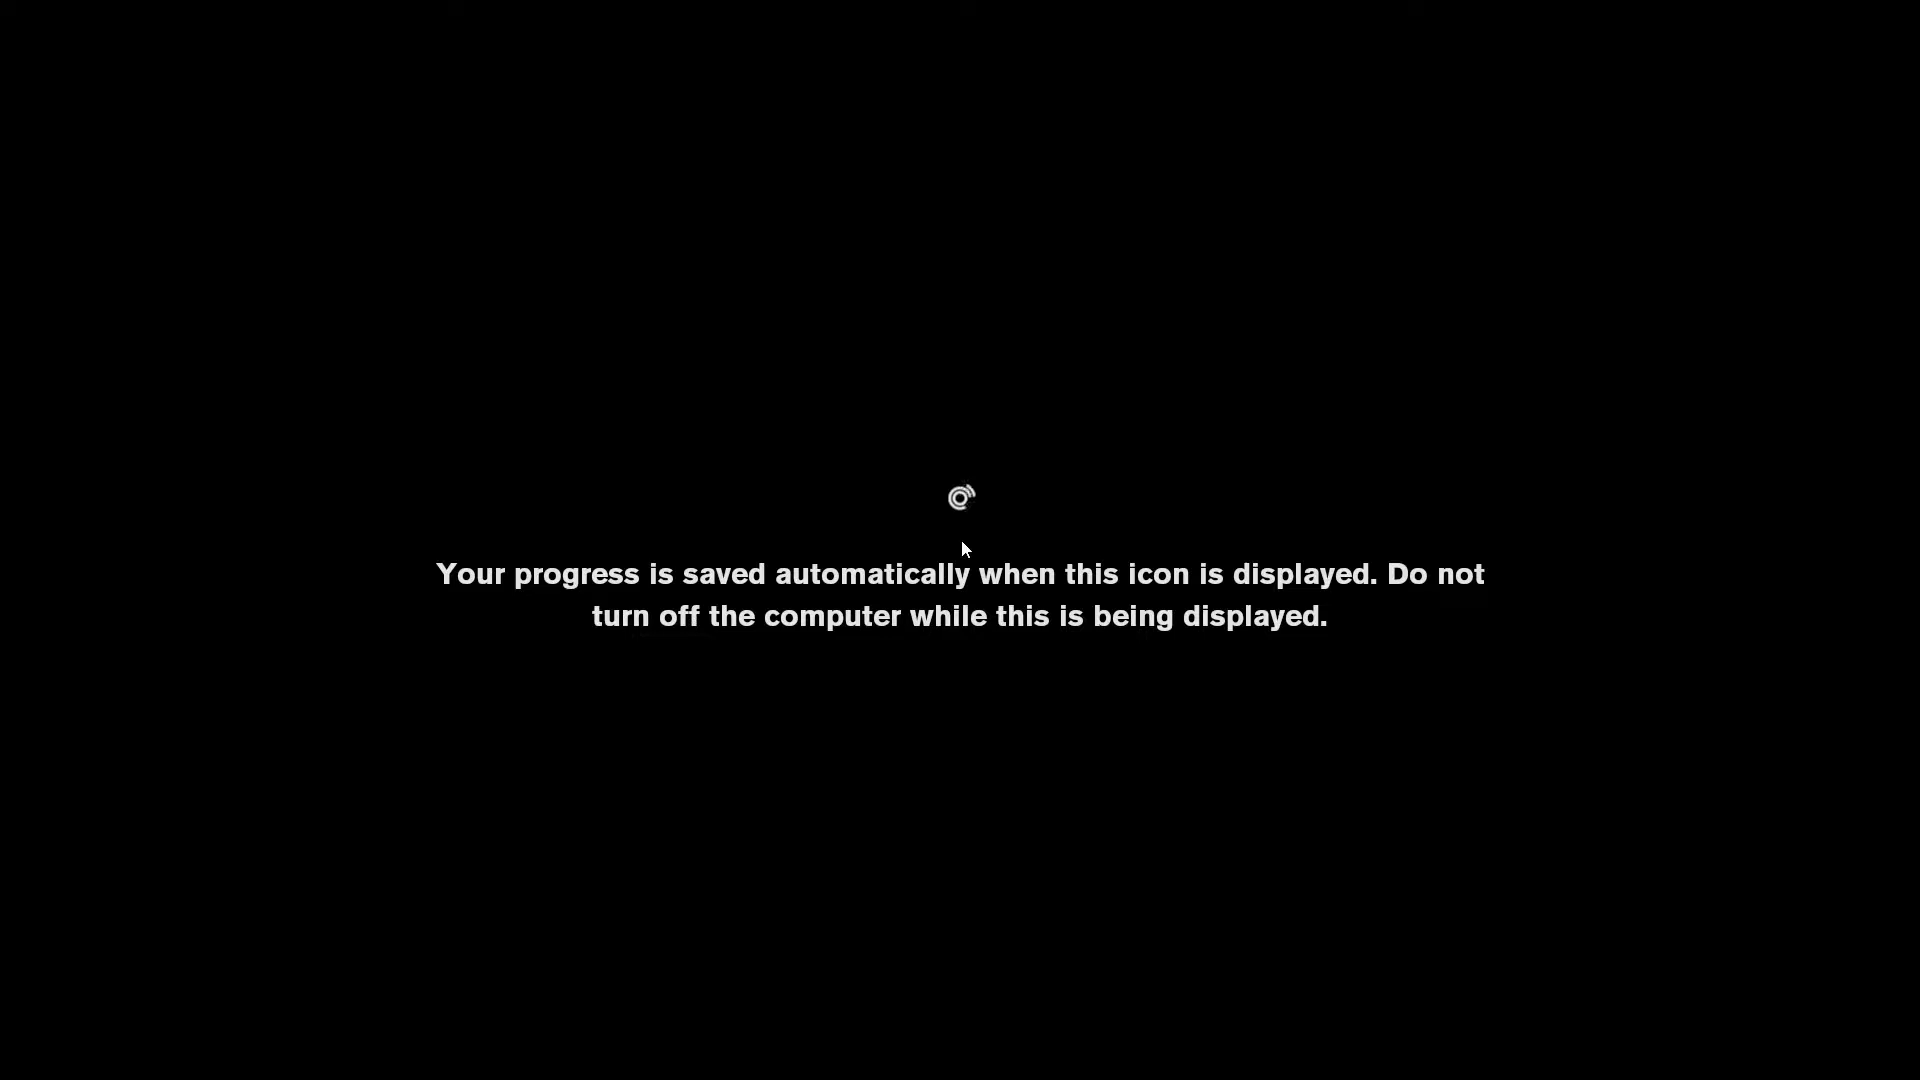 Your progress is saved automatically when this icon is displayed. Do not
turn off the computer while this is being displayed.